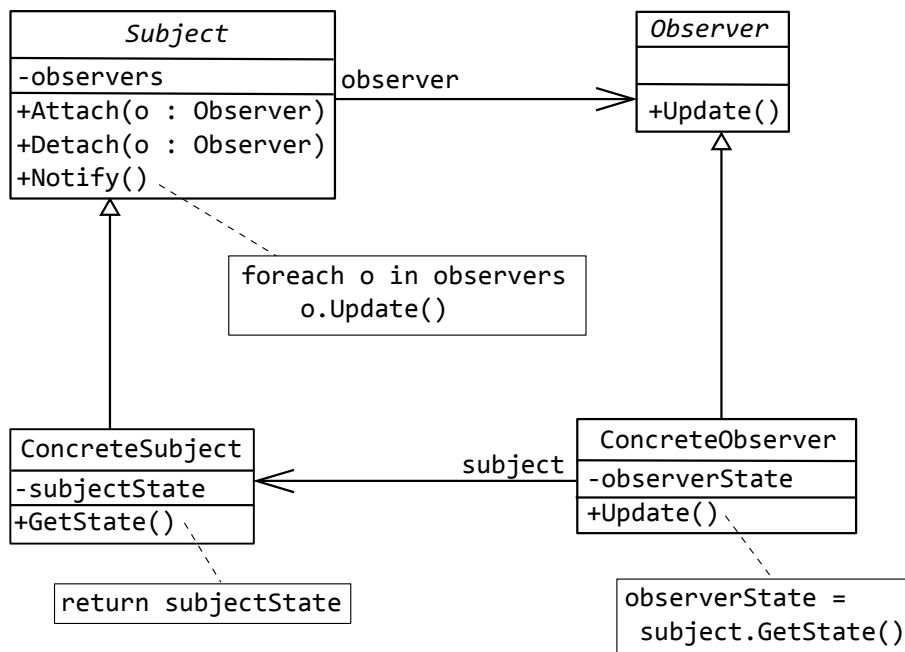 Subject
-observers
+Attach(o : Observer)
+Detach(o : Observer)
+Notify()
observer
Observer
+Update()
foreach o in observers
o.Update()
ConcreteSubject
-subjectState
+GetState()
subject
ConcreteObserver
-observerState
+Update()
return subjectState
observerState =
subject.GetState()